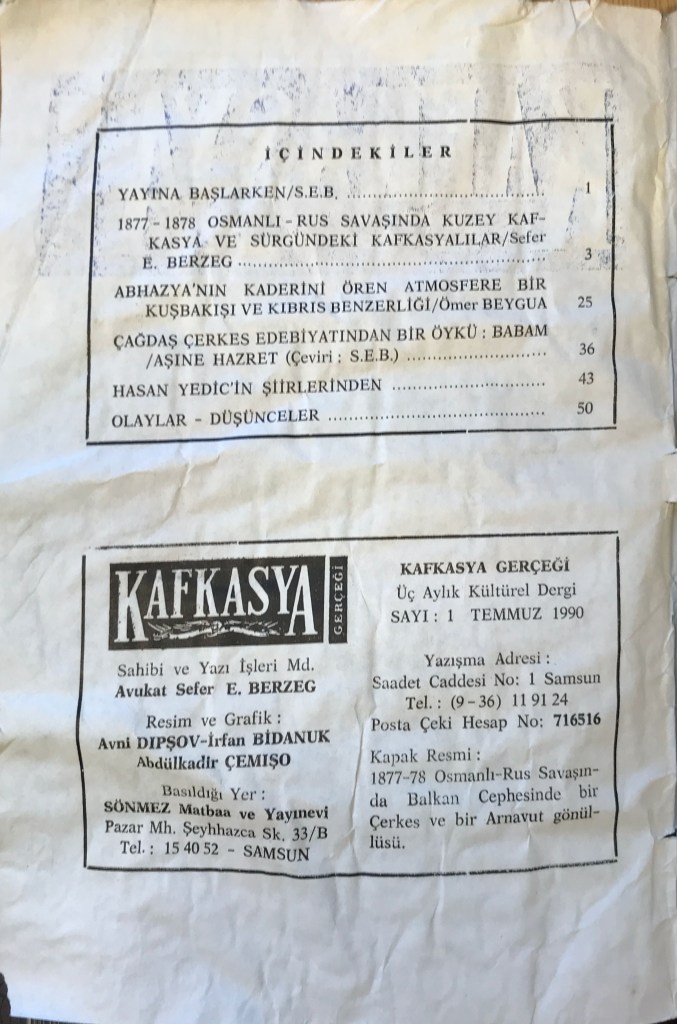 İÇİNDEKİLER
YAYINA BAŞLARKEN/S.E.B. ........................................ 1
1877-1878 OSMANLI-RUS SAVAŞINDA KUZEY KAF-
KASYA VE SÜRGÜNDEKİ KAFKASYALILAR/Sefer
E. BERZEG ............................................................ 3
ABHAZYA'NIN KADERİNİ ÖREN ATMOSFERE BİR
KUŞBAKIŞI VE KIBRIS BENZERLİĞİ/Ömer BEYGUA 25
ÇAĞDAŞ ÇERKES EDEBİYATINDAN BİR ÖYKÜ : BABAM
/AŞINE HAZRET (Çeviri : S.E.B.) ............................ 36
HASAN YEDİC'İN ŞİİRLERİNDEN .............................. 43
OLAYLAR - DÜŞÜNCELER .......................................... 50
KAFKASYA
GERÇEĞİ
Sahibi ve Yazı İşleri Md.
Avukat Sefer E. BERZEG
Resim ve Grafik :
Avni DIPŞOV-İrfan BİDANUK
Abdülkadir ÇEMIŞO
Basıldığı Yer :
SÖNMEZ Matbaa ve Yayınevi
Pazar Mh. Şeyhhazca Sk. 33/B
Tel. : 15 40 52 - SAMSUN
KAFKASYA GERÇEĞİ
Üç Aylık Kültürel Dergi
SAYI : 1 TEMMUZ 1990
Yazışma Adresi :
Saadet Caddesi No: 1 Samsun
Tel. : (9-36) 11 91 24
Posta Çeki Hesap No: 716516
Kapak Resmi :
1877-78 Osmanlı-Rus Savaşın-
da Balkan Cephesinde bir
Çerkes ve bir Arnavut gönül-
lüsü.